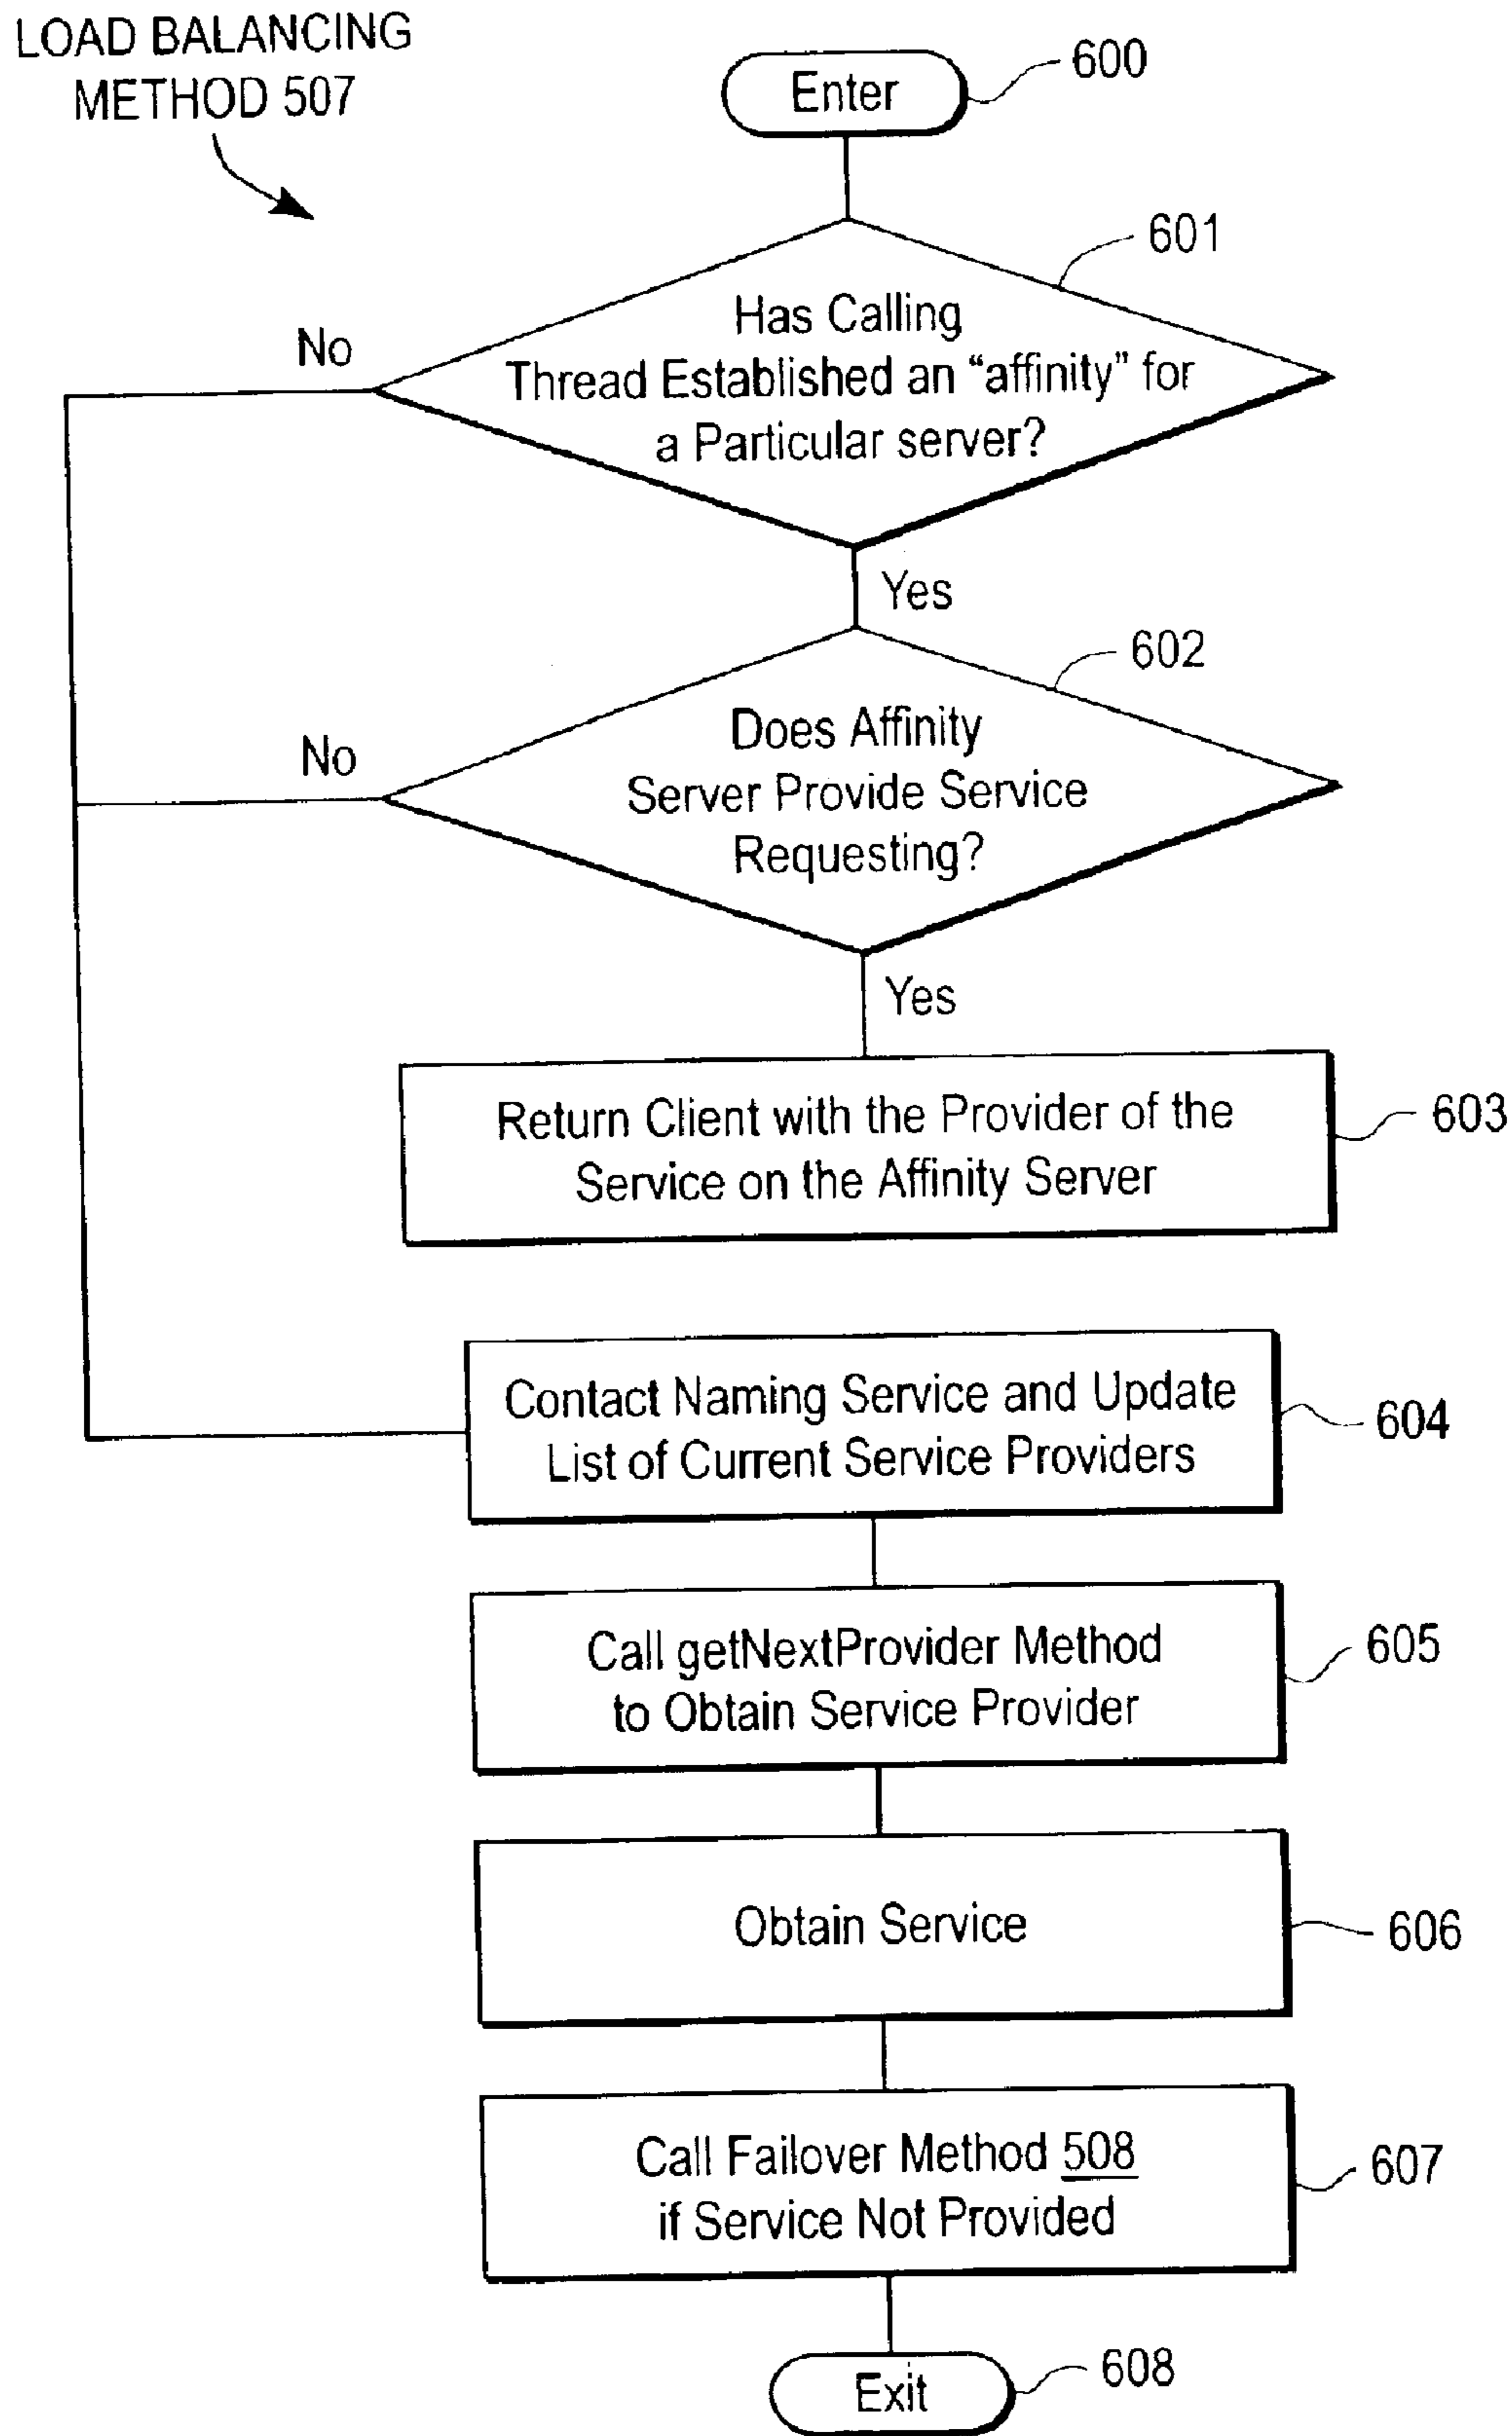 LOAD BALANCING
METHOD 507
Enter
600
601
Has Calling
Thread Established an “affinity” for
a Particular server?
No
Yes
602
Does Affinity
Server Provide Service
Requesting?
No
Yes
Return Client with the Provider of the
Service on the Affinity Server
603
Contact Naming Service and Update
List of Current Service Providers
604
Call getNextProvider Method
to Obtain Service Provider
605
Obtain Service
606
Call Failover Method 508
if Service Not Provided
607
Exit
608